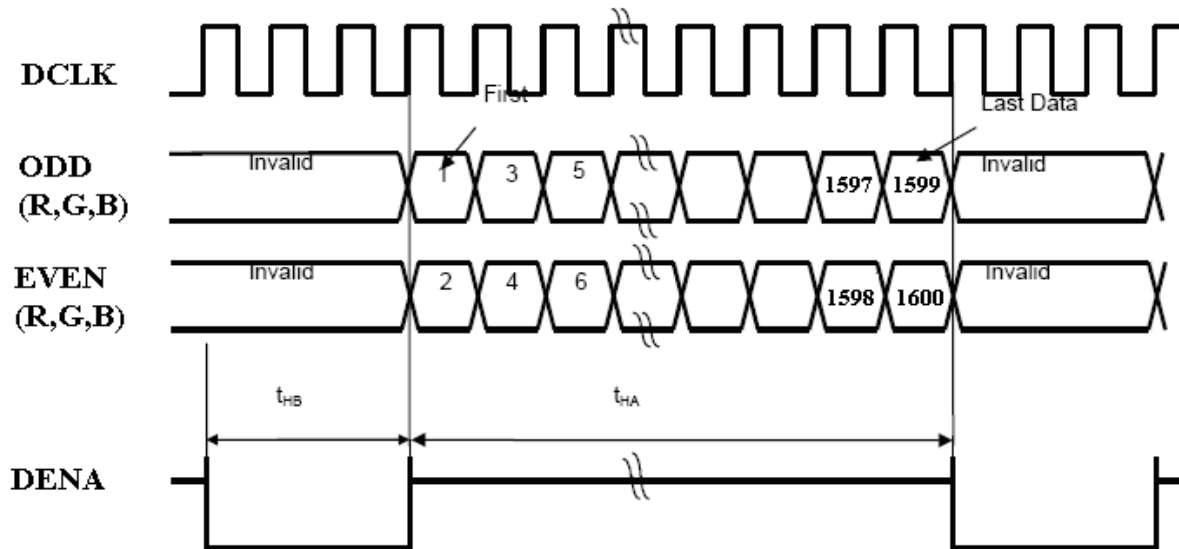 DCLK
First
Last Data
ODD
(R,G,B)
Invalid
1
3
5
1597
1599
Invalid
EVEN
(R,G,B)
Invalid
2
4
6
1598
1600
Invalid
tHB
tHA
DENA